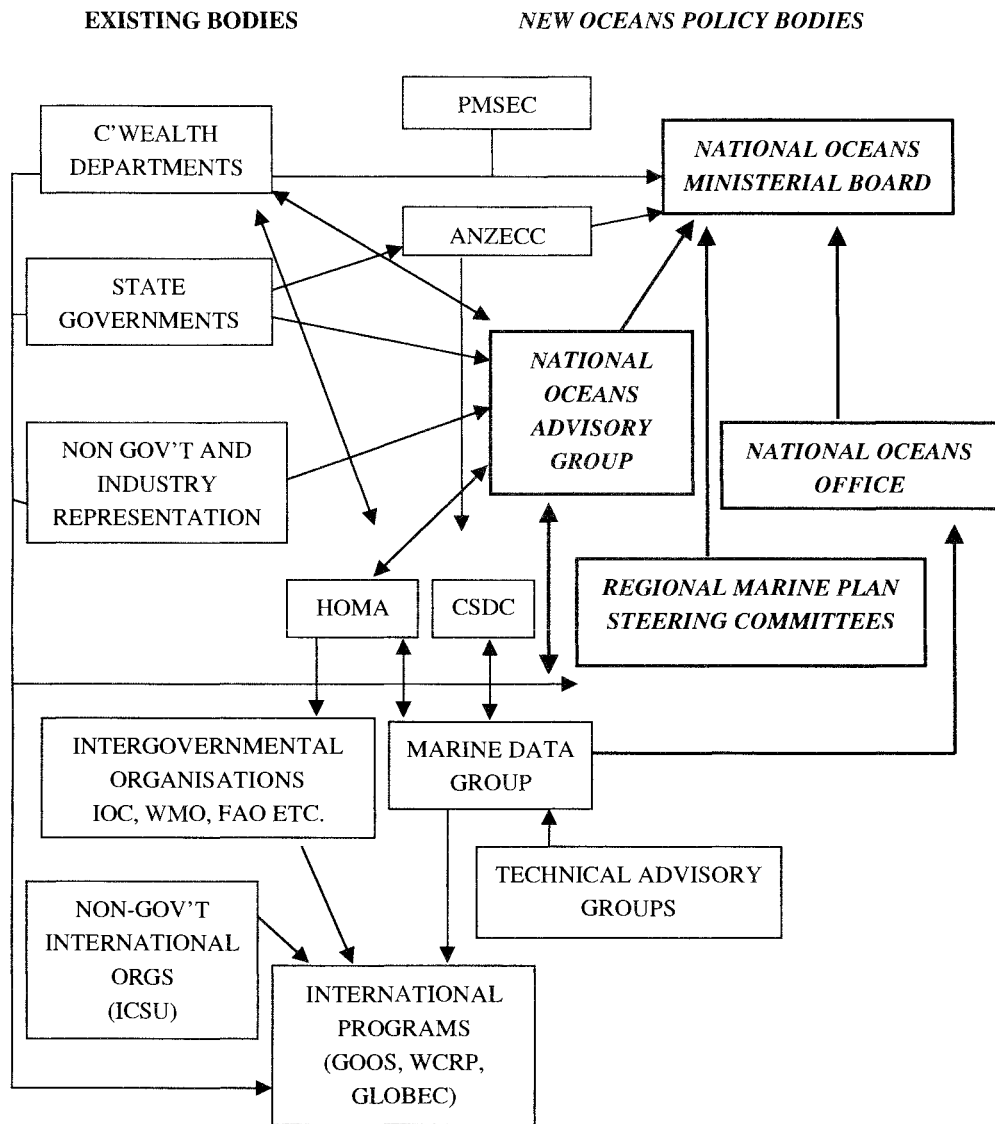 EXISTING BODIES
NEW OCEANS POLICY BODIES
PMSEC
C'WEALTH
DEPARTMENTS
NATIONAL OCEANS
MINISTERIAL BOARD
ANZECC
STATE
GOVERNMENTS
NATIONAL
OCEANS
ADVISORY
GROUP
NON GOV'T AND
INDUSTRY
REPRESENTATION
NATIONAL OCEANS
OFFICE
HOMA
CSDC
REGIONAL MARINE PLAN
STEERING COMMITTEES
INTERGOVERNMENTAL
ORGANISATIONS
IOC, WMO, FAO ETC.
MARINE DATA
GROUP
TECHNICAL ADVISORY
GROUPS
NON-GOV'T
INTERNATIONAL
ORGS
(ICSU)
INTERNATIONAL
PROGRAMS
(GOOS, WCRP,
GLOBEC)